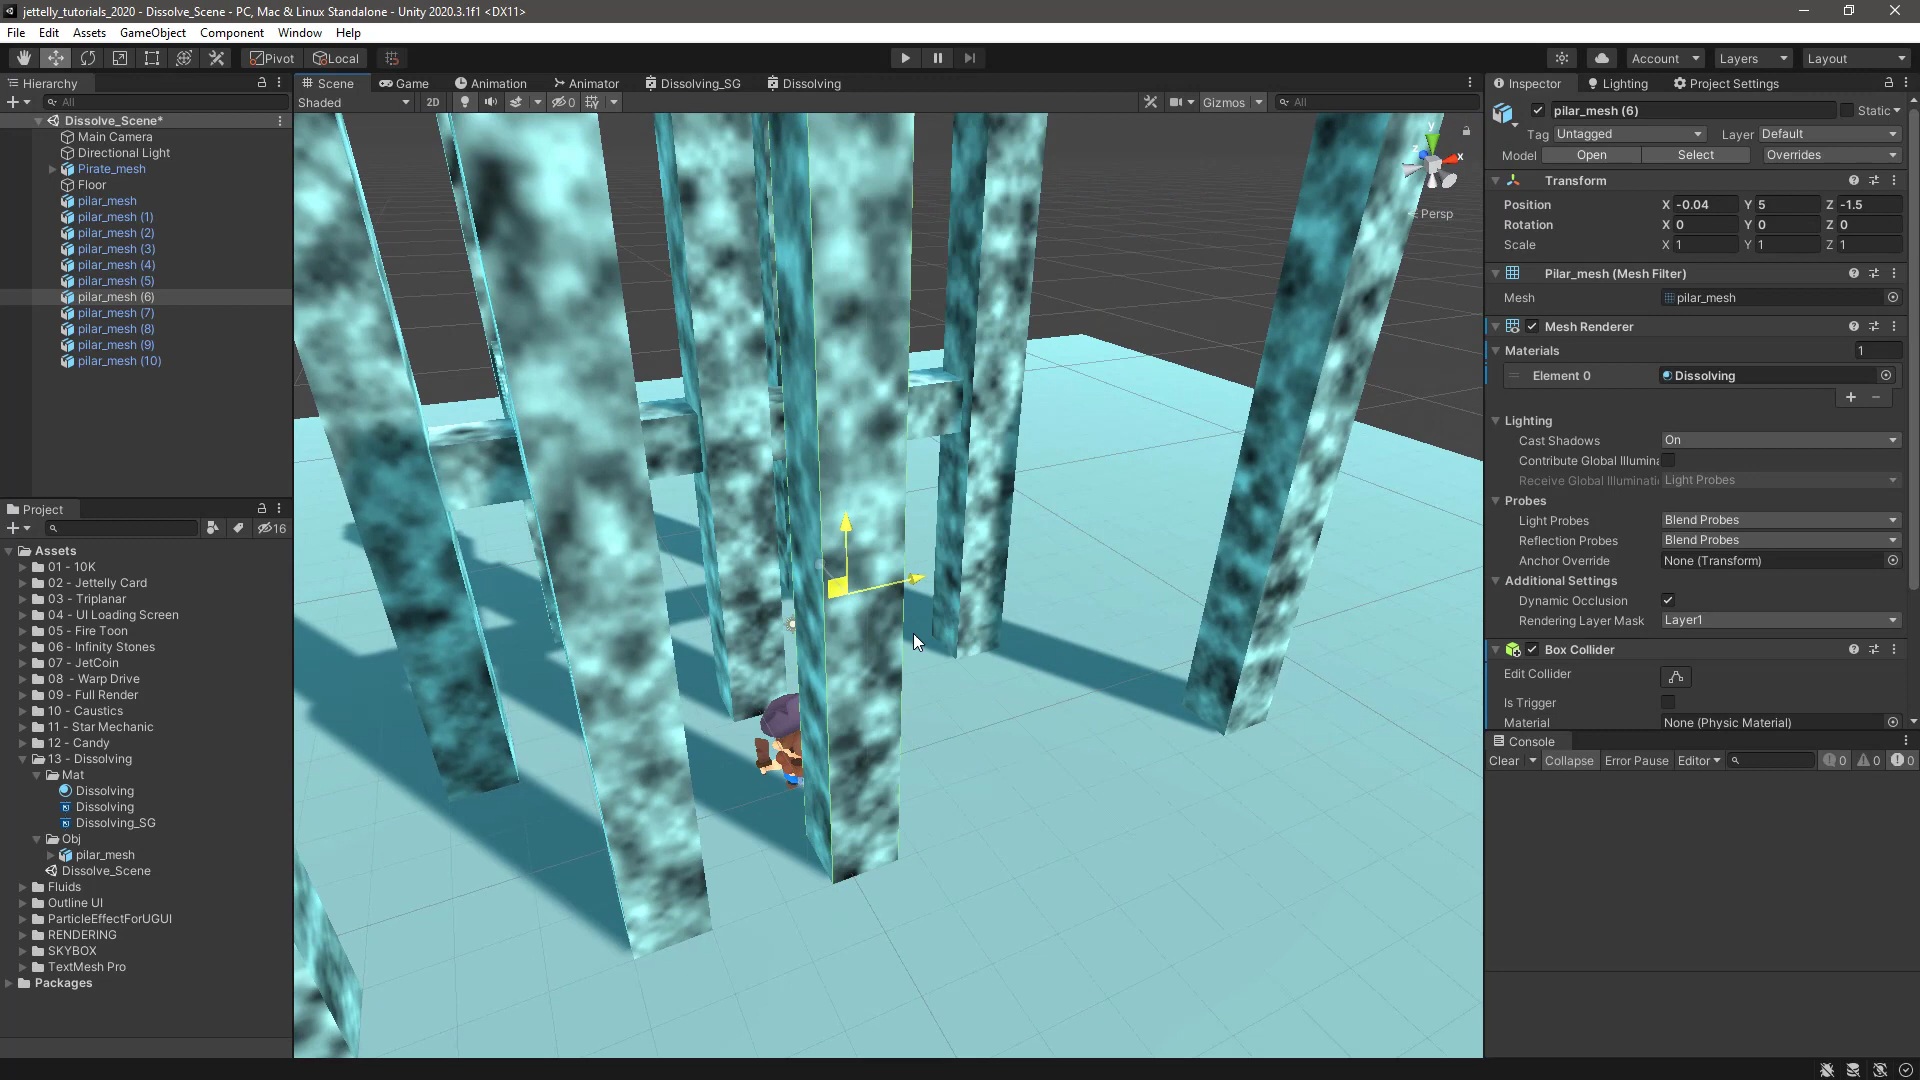 jettelly_tutorials_2020 - Dissolve_Scene - PC, Mac & Linux Standalone - Unity 2020.3.1f1 <DX11>
File Edit Assets GameObject Component Window Help
Pivot Local Account Layers Layout
Hierarchy
All
Dissolve_Scene*
Main Camera
Directional Light
Pirate_mesh
Floor
pilar_mesh
pilar_mesh (1)
pilar_mesh (2)
pilar_mesh (3)
pilar_mesh (4)
pilar_mesh (5)
pilar_mesh (6)
pilar_mesh (7)
pilar_mesh (8)
pilar_mesh (9)
pilar_mesh (10)
Project
16
Assets
01 - 10K
02 - Jettelly Card
03 - Triplanar
04 - UI Loading Screen
05 - Fire Toon
06 - Infinity Stones
07 - JetCoin
08 - Warp Drive
09 - Full Render
10 - Caustics
11 - Star Mechanic
12 - Candy
13 - Dissolving
Mat
Dissolving
Dissolving
Dissolving_SG
Obj
pilar_mesh
Dissolve_Scene
Fluids
Outline UI
ParticleEffectForUGUI
RENDERING
SKYBOX
TextMesh Pro
Packages
Scene Game Animation Animator Dissolving_SG Dissolving
Shaded 2D 0 Gizmos All
y
z
x
Persp
Inspector Lighting Project Settings
pilar_mesh (6) Static
Tag Untagged Layer Default
Model Open Select Overrides
Transform
Position X -0.04 Y 5 Z -1.5
Rotation X 0 Y 0 Z 0
Scale X 1 Y 1 Z 1
Pilar_mesh (Mesh Filter)
Mesh pilar_mesh
Mesh Renderer
Materials 1
Element 0 Dissolving
Lighting
Cast Shadows On
Contribute Global Illumina
Receive Global Illuminati Light Probes
Probes
Light Probes Blend Probes
Reflection Probes Blend Probes
Anchor Override None (Transform)
Additional Settings
Dynamic Occlusion
Rendering Layer Mask Layer1
Box Collider
Edit Collider
Is Trigger
Material None (Physic Material)
Console
Clear Collapse Error Pause Editor 0 0 0